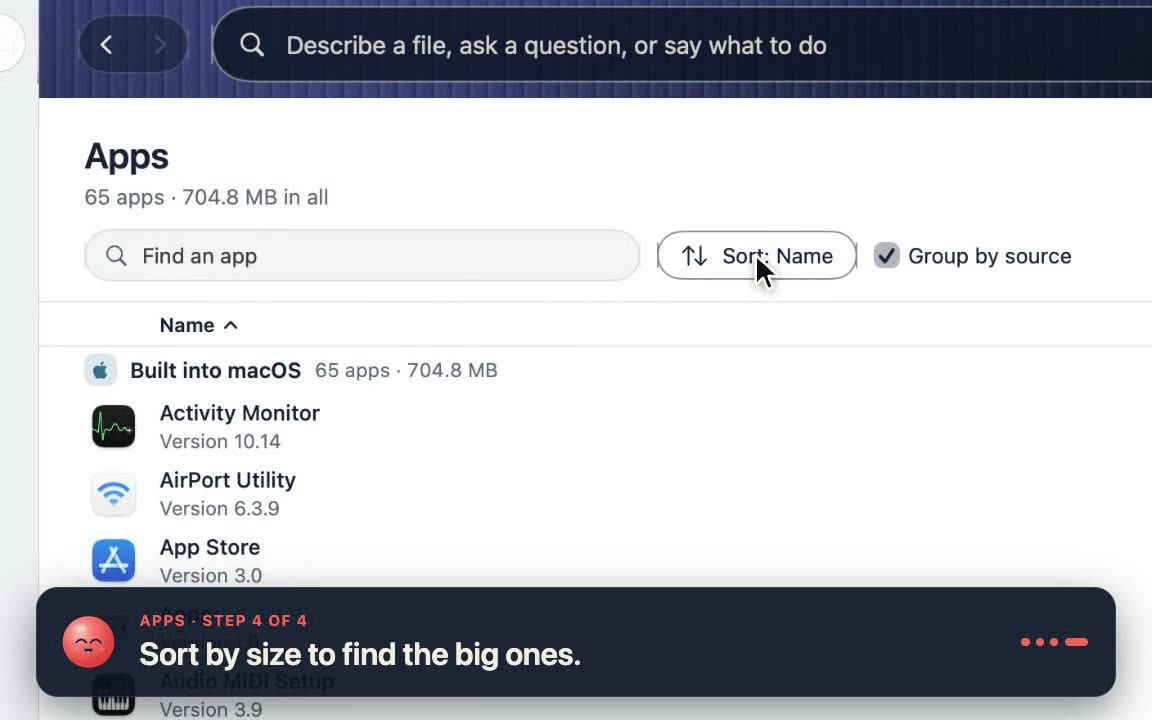 Describe a file, ask a question, or say what to do
Apps
65 apps · 704.8 MB in all
Find an app
Sort: Name
Group by source
Name
Built into macOS 65 apps · 704.8 MB
Activity Monitor
Version 10.14
AirPort Utility
Version 6.3.9
App Store
Version 3.0
APPS · STEP 4 OF 4
Sort by size to find the big ones.
Audio MIDI Setup
Version 3.9